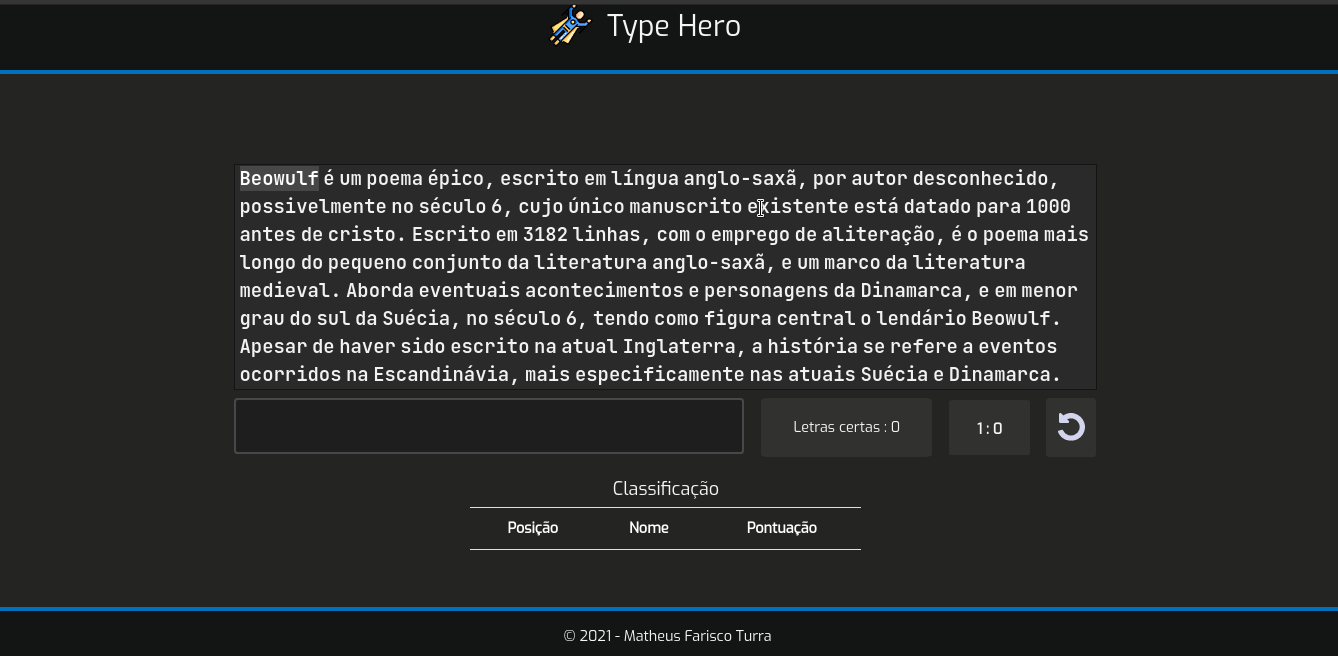 Type Hero
Beowulf é um poema épico, escrito em língua anglo-saxã, por autor desconhecido,
possivelmente no século 6, cujo único manuscrito existente está datado para 1000
antes de cristo. Escrito em 3182 linhas, com o emprego de aliteração, é o poema mais
longo do pequeno conjunto da literatura anglo-saxã, e um marco da literatura
medieval. Aborda eventuais acontecimentos e personagens da Dinamarca, e em menor
grau do sul da Suécia, no século 6, tendo como figura central o lendário Beowulf.
Apesar de haver sido escrito na atual Inglaterra, a história se refere a eventos
ocorridos na Escandinávia, mais especificamente nas atuais Suécia e Dinamarca.
Letras certas : 0
1 : 0
Classificação
Posição Nome Pontuação
© 2021 - Matheus Farisco Turra